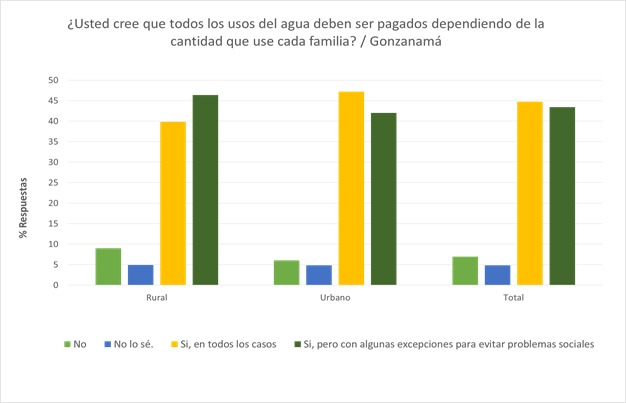 ¿Usted cree que todos los usos del agua deben ser pagados dependiendo de la
cantidad que use cada familia? / Gonzanamá
% Respuestas
50
45
40
35
30
25
20
15
10
5
0
Rural Urbano Total
No No lo sé. Si, en todos los casos Si, pero con algunas excepciones para evitar problemas sociales